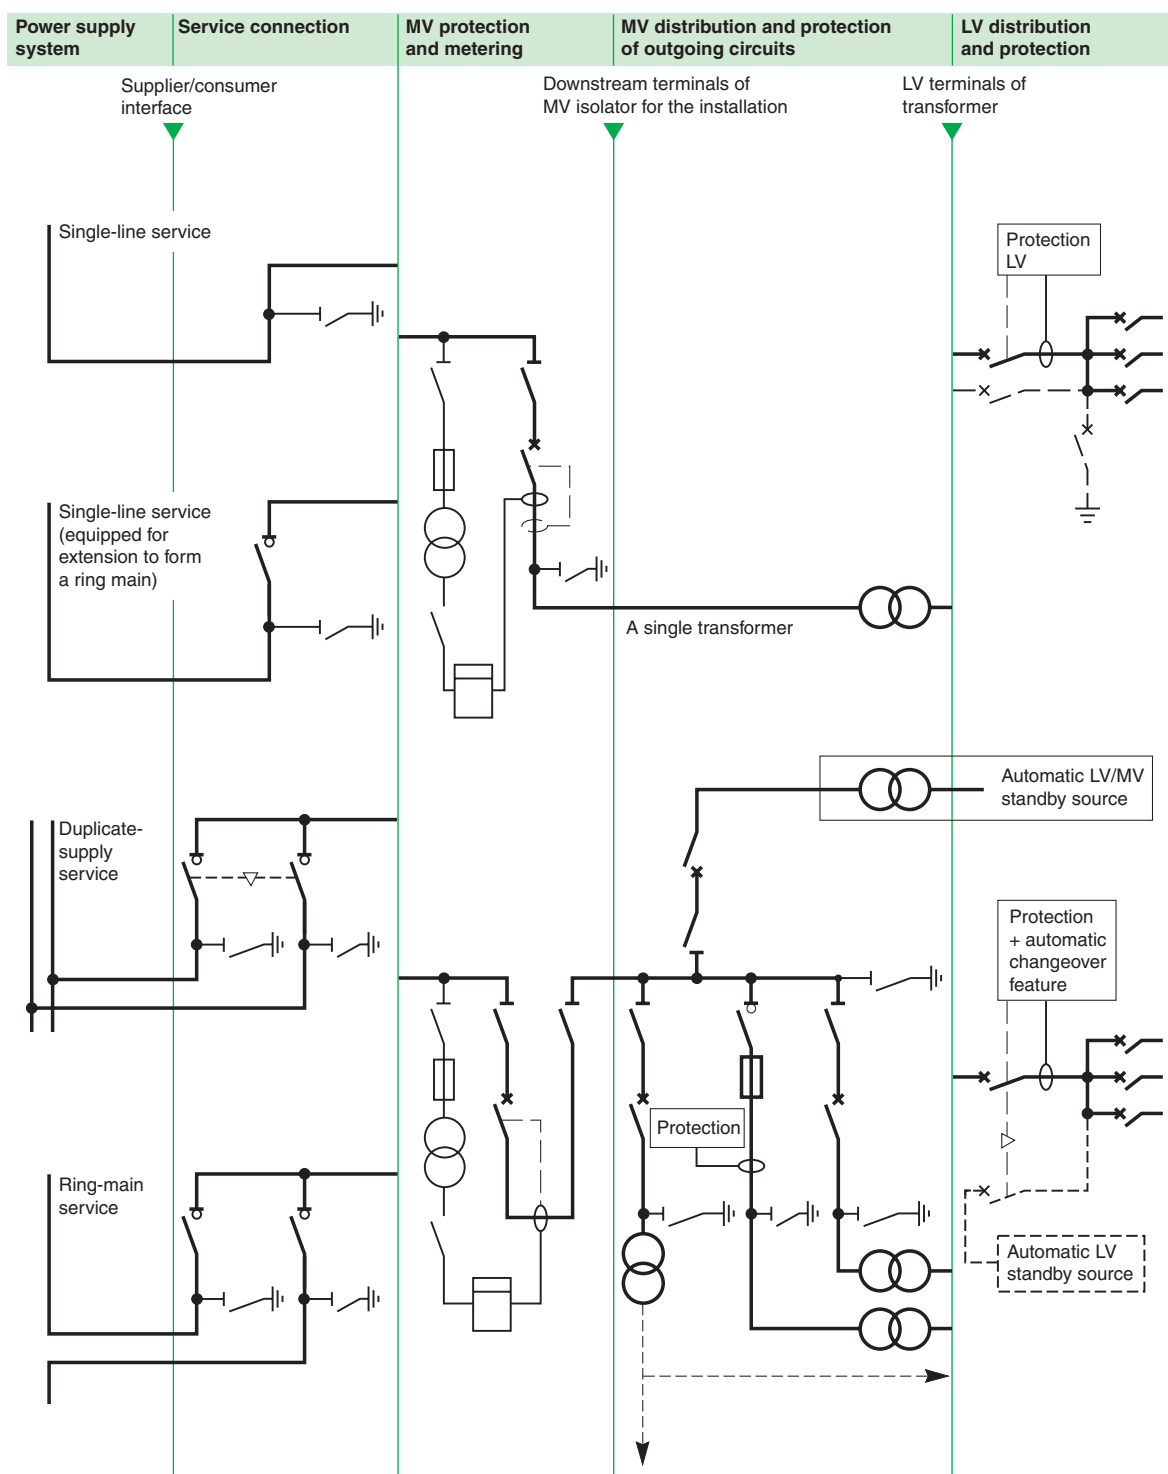 Power supply
system
Service connection
MV protection
and metering
MV distribution and protection
of outgoing circuits
LV distribution
and protection
Supplier/consumer
interface
Downstream terminals of
MV isolator for the installation
LV terminals of
transformer
Single-line service
Protection
LV
Single-line service
(equipped for
extension to form
a ring main)
A single transformer
Automatic LV/MV
standby source
Duplicate-
supply
service
Protection
+ automatic
changeover
feature
Protection
Ring-main
service
Automatic LV
standby source